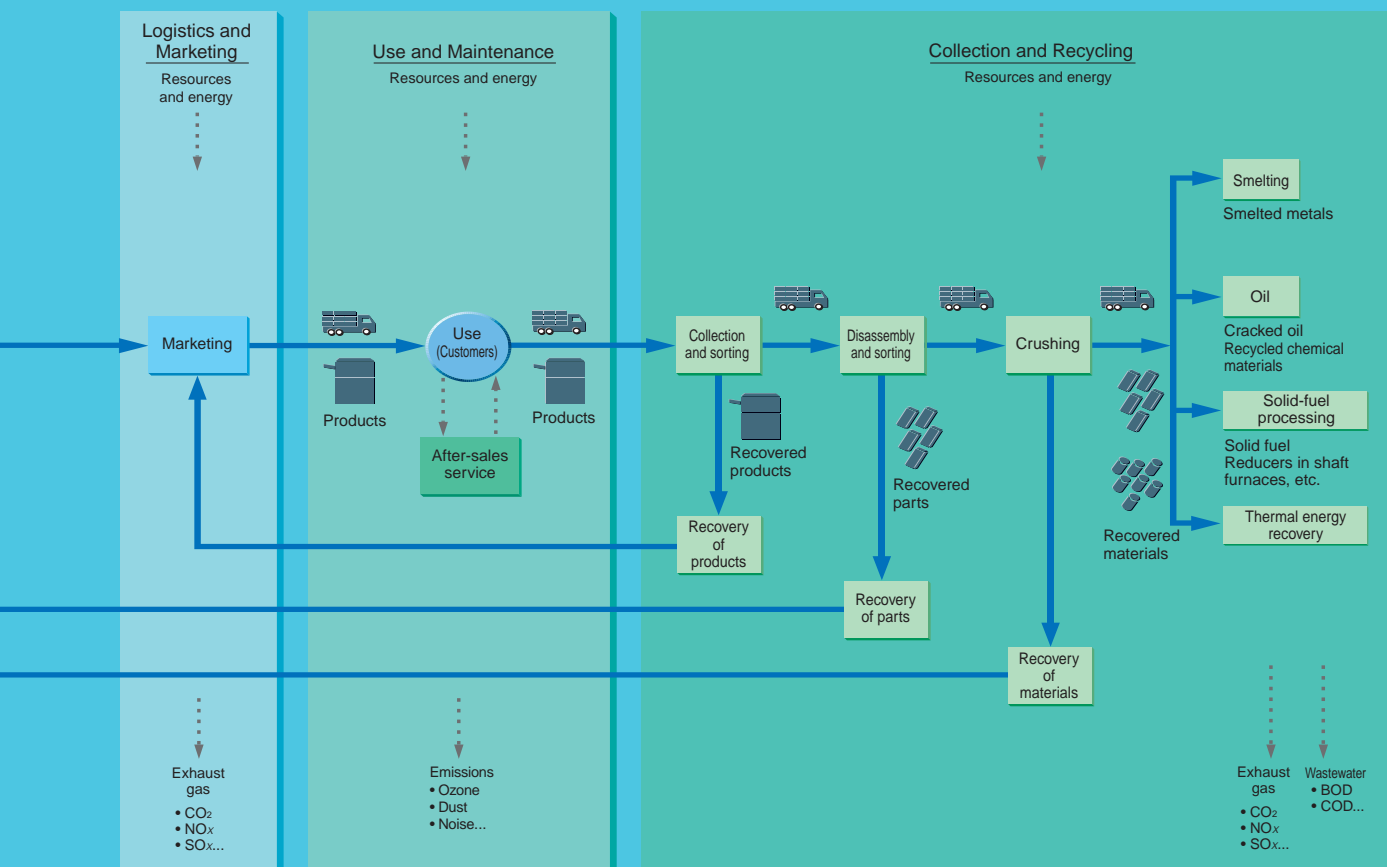 Logistics and
Marketing
Resources
and energy
Use and Maintenance
Resources and energy
Collection and Recycling
Resources and energy
Marketing
Products
Use
(Customers)
Products
After-sales
service
Collection
and sorting
Disassembly
and sorting
Crushing
Recovered
products
Recovered
parts
Recovered
materials
Smelting
Smelted metals
Oil
Cracked oil
Recycled chemical
materials
Solid-fuel
processing
Solid fuel
Reducers in shaft
furnaces, etc.
Thermal energy
recovery
Recovery
of
products
Recovery
of parts
Recovery
of
materials
Exhaust
gas
• CO₂
• NOx
• SOx...
Emissions
• Ozone
• Dust
• Noise...
Exhaust
gas
• CO₂
• NOx
• SOx...
Wastewater
• BOD
• COD...